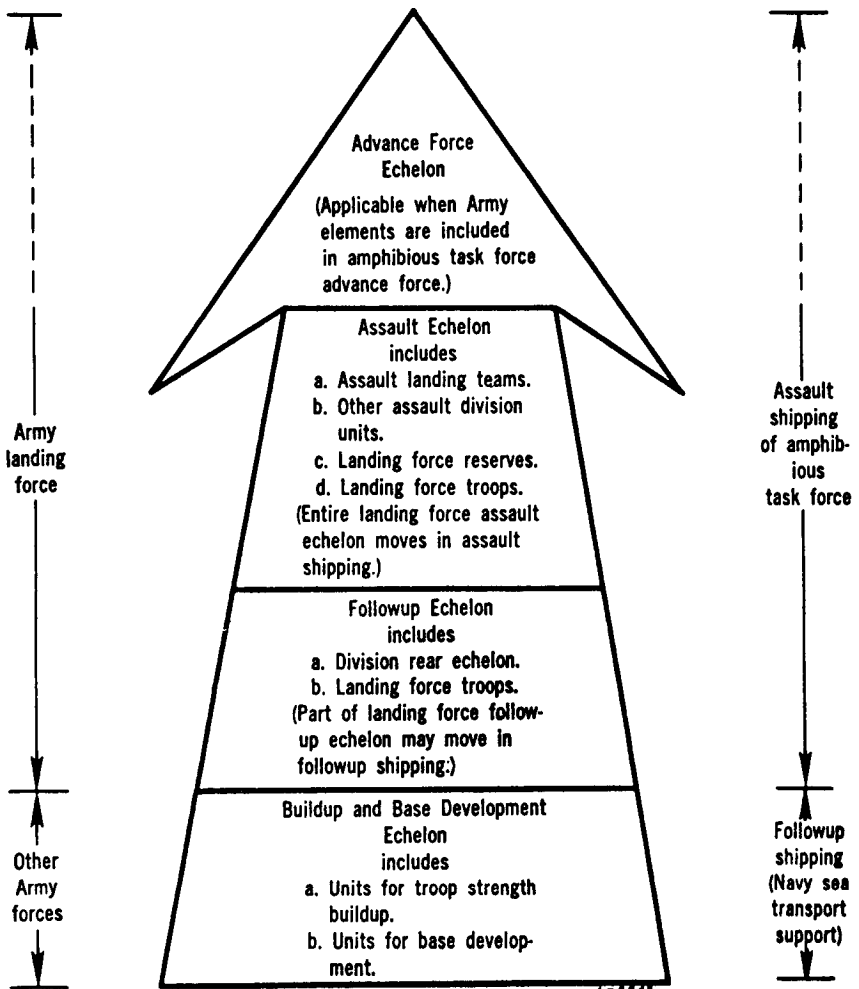 Advance Force
Echelon
(Applicable when Army
elements are included
in amphibious task force
advance force.)
Assault Echelon
includes
a. Assault landing teams.
b. Other assault division
units.
c. Landing force reserves.
d. Landing force troops.
(Entire landing force assault
echelon moves in assault
shipping.)
Army
landing
force
Assault
shipping
of amphib-
ious
task force
Followup Echelon
includes
a. Division rear echelon.
b. Landing force troops.
(Part of landing force follow-
up echelon may move in
followup shipping.)
Buildup and Base Development
Echelon
includes
a. Units for troop strength
buildup.
b. Units for base develop-
ment.
Other
Army
forces
Followup
shipping
(Navy sea
transport
support)